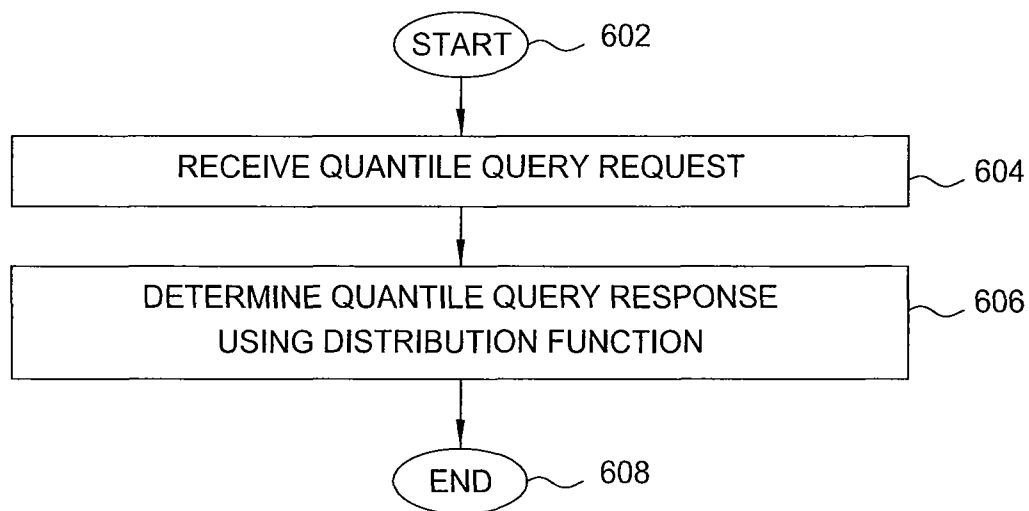 START
602
RECEIVE QUANTILE QUERY REQUEST
604
DETERMINE QUANTILE QUERY RESPONSE
USING DISTRIBUTION FUNCTION
606
END
608